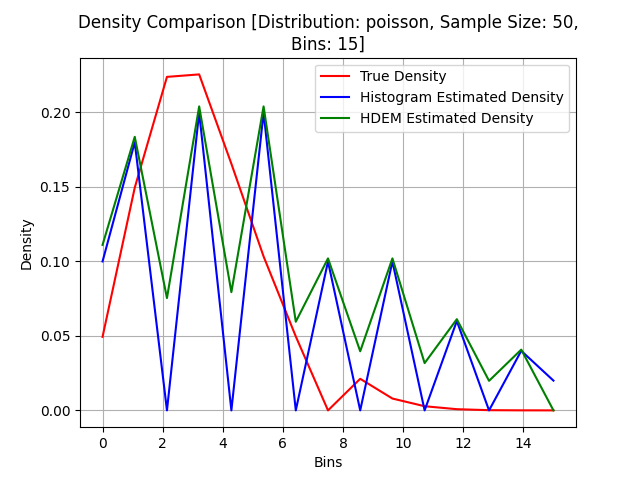 Density Comparison [Distribution: poisson, Sample Size: 50,
Bins: 15]
True Density
Histogram Estimated Density
HDEM Estimated Density
Density
0.20
0.15
0.10
0.05
0.00
0 2 4 6 8 10 12 14
Bins